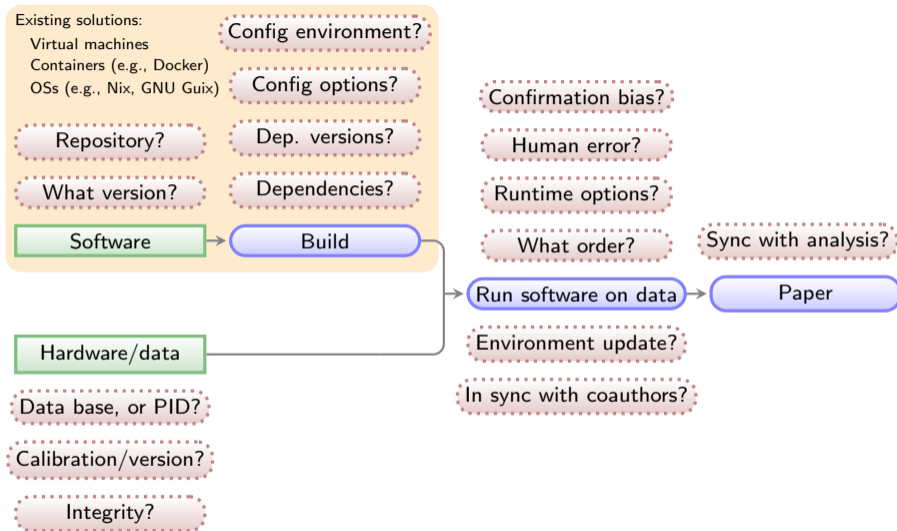 Existing solutions:
Virtual machines
Containers (e.g., Docker)
OSs (e.g., Nix, GNU Guix)
Config environment?
Config options?
Repository?
Dep. versions?
What version?
Dependencies?
Software
Build
Confirmation bias?
Human error?
Runtime options?
What order?
Sync with analysis?
Run software on data
Paper
Hardware/data
Environment update?
In sync with coauthors?
Data base, or PID?
Calibration/version?
Integrity?